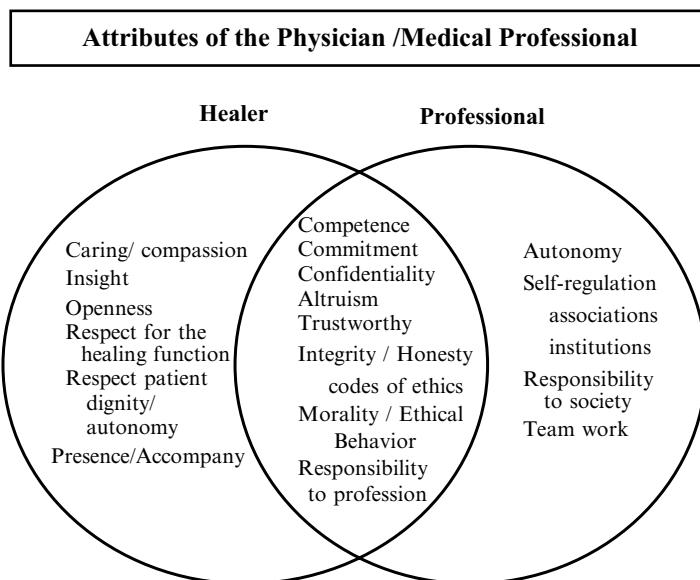 Attributes of the Physician /Medical Professional
Healer
Professional
Caring/ compassion
Insight
Openness
Respect for the
healing function
Respect patient
dignity/
autonomy
Presence/Accompany
Competence
Commitment
Confidentiality
Altruism
Trustworthy
Integrity / Honesty
codes of ethics
Morality / Ethical
Behavior
Responsibility
to profession
Autonomy
Self-regulation
associations
institutions
Responsibility
to society
Team work